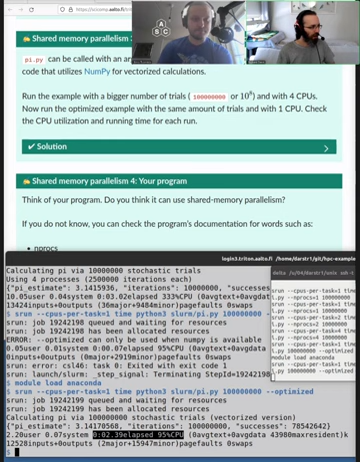 https://scicomp.aalto.fi
A S C
Shared memory parallelism
pi.py can be called with an
code that utilizes NumPy for vectorized calculations.
Run the example with a bigger number of trials ( 100000000 or 10⁸) and with 4 CPUs.
Now run the optimized example with the same amount of trials and with 1 CPU. Check
the CPU utilization and running time for each run.
✔ Solution
Shared memory parallelism 4: Your program
Think of your program. Do you think it can use shared-memory parallelism?
If you do not know, you can check the program's documentation for words such as:
nprocs
login3.triton.aalto.fi /home/darstr1/git/hpc-example
Calculating pi via 10000000 stochastic trials
Using 4 processes (2500000 iterations each)
{"pi_estimate": 3.1415936, "iterations": 10000000, "successes
10.05user 0.04system 0:03.02elapsed 333%CPU (0avgtext+0avgdat
13424inputs+0outputs (36major+9484minor)pagefaults 0swaps
$ srun --cpus-per-task=1 time python3 slurm/pi.py 10000000 -
srun: job 19242198 queued and waiting for resources
srun: job 19242198 has been allocated resources
ERROR: --optimized can only be used when numpy is available
0.05user 0.01system 0:00.07elapsed 95%CPU
0inputs+0outputs (0major+2919minor)pagefaults 0swaps
srun: error: csl46: task 0: Exited with exit code 1
srun: launch/slurm: _step_signal: Terminating StepId=19242198
$ module load anaconda
$ srun --cpus-per-task=1 time python3 slurm/pi.py 10000000 --optimized
srun: job 19242199 queued and waiting for resources
srun: job 19242199 has been allocated resources
Calculating pi via 10000000 stochastic trials (vectorized version)
{"pi_estimate": 3.14170568, "iterations": 10000000, "successes": 78542642}
2.20user 0.07system 0:02.39elapsed 95%CPU (0avgtext+0avgdata 43980maxresident)k
12528inputs+0outputs (2major+15947minor)pagefaults 0swaps
$